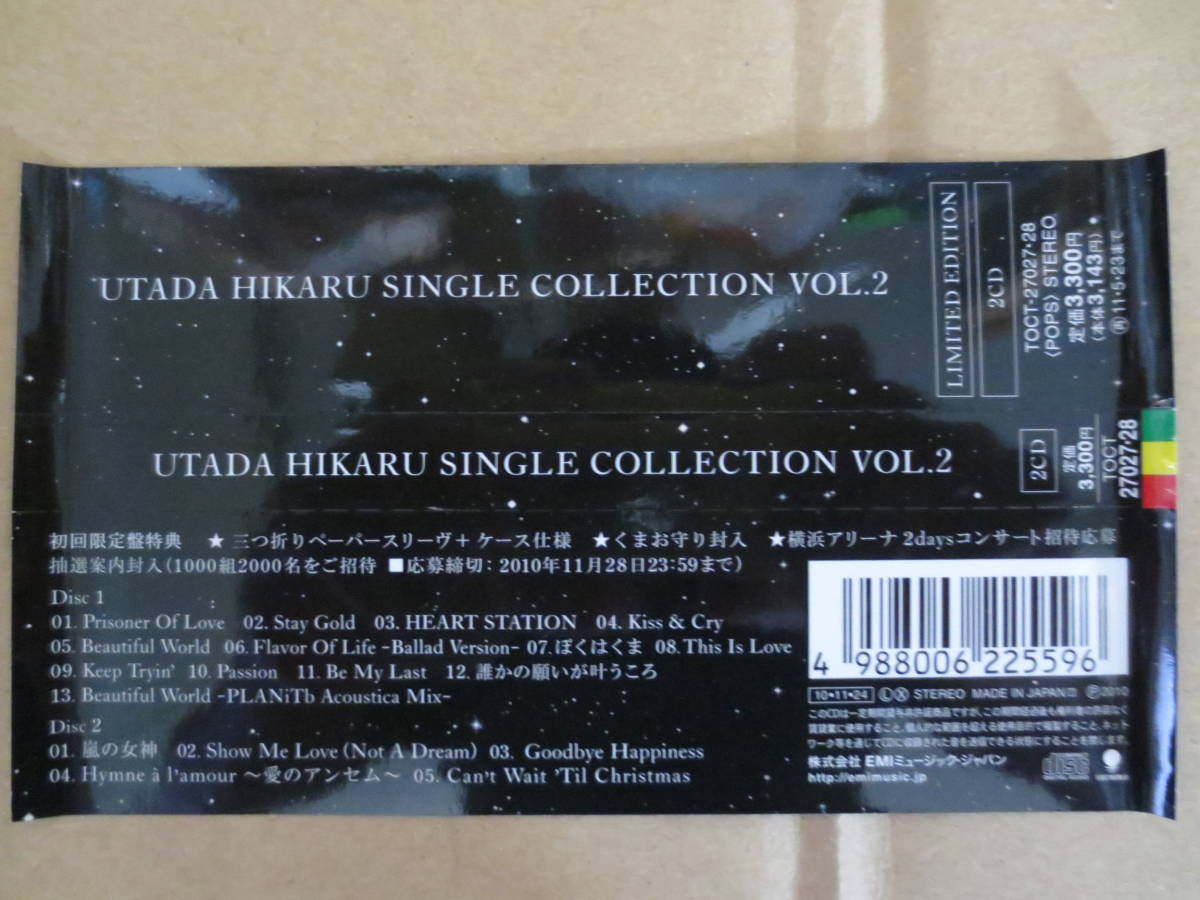 UTADA HIKARU SINGLE COLLECTION VOL.2
LIMITED EDITION
2CD
TOCT-27027・28
〈POPS〉 STEREO
定価3,300円
(本体3,143円)
㋐11・5・23まで
UTADA HIKARU SINGLE COLLECTION VOL.2
2CD
定価
3,300円
TOCT
27027・28
初回限定盤特典 ★三つ折りペーパースリーヴ+ケース仕様 ★くまお守り封入 ★横浜アリーナ 2daysコンサート招待応募
抽選案内封入(1000組2000名をご招待 ■応募締切:2010年11月28日23:59まで)
Disc 1
01. Prisoner Of Love 02. Stay Gold 03. HEART STATION 04. Kiss & Cry
05. Beautiful World 06. Flavor Of Life -Ballad Version- 07. ぼくはくま 08. This Is Love
09. Keep Tryin' 10. Passion 11. Be My Last 12. 誰かの願いが叶うころ
13. Beautiful World -PLANiTb Acoustica Mix-
Disc 2
01. 嵐の女神 02. Show Me Love (Not A Dream) 03. Goodbye Happiness
04. Hymne à l'amour 〜愛のアンセム〜 05. Can't Wait 'Til Christmas
4 988006 225596
10・11・24 Ⓛ Ⓧ STEREO MADE IN JAPAN Ⓟ2010
株式会社 EMIミュージック・ジャパン
http://emimusic.jp